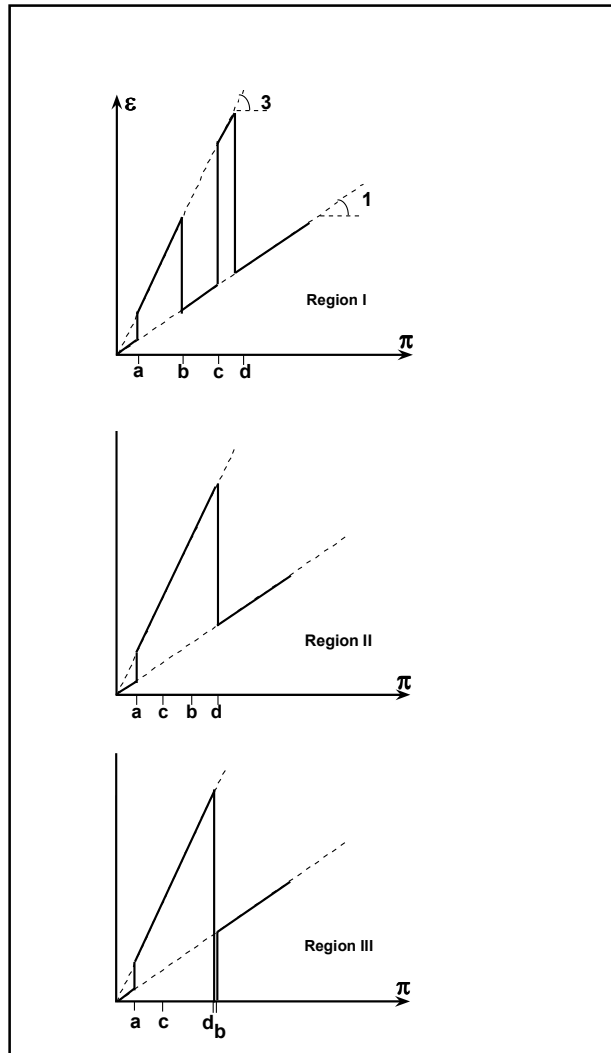 ε
3
1
Region I
π
a b c d
Region II
π
a c b d
Region III
π
a c d b